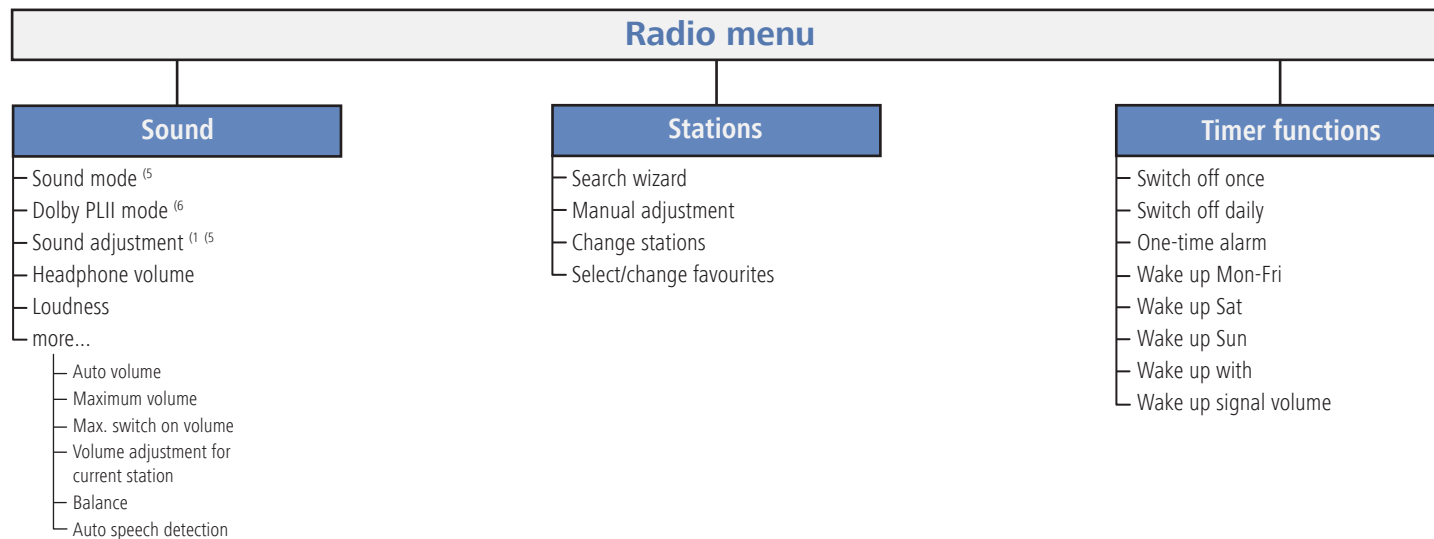 Radio menu
Sound
Sound mode (5
Dolby PLII mode (6
Sound adjustment (1 (5
Headphone volume
Loudness
more...
Auto volume
Maximum volume
Max. switch on volume
Volume adjustment for
current station
Balance
Auto speech detection
Stations
Search wizard
Manual adjustment
Change stations
Select/change favourites
Timer functions
Switch off once
Switch off daily
One-time alarm
Wake up Mon-Fri
Wake up Sat
Wake up Sun
Wake up with
Wake up signal volume